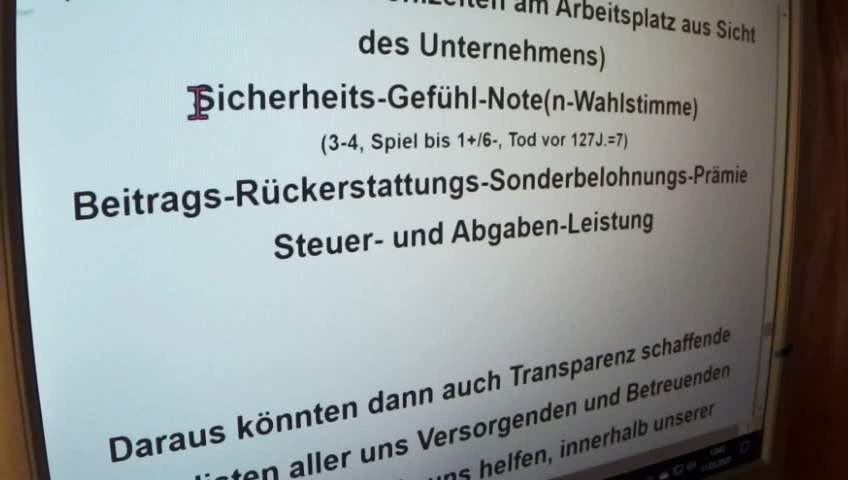 am Arbeitsplatz aus Sicht
des Unternehmens)
Sicherheits-Gefühl-Note(n-Wahlstimme)
(3-4, Spiel bis 1+/6-, Tod vor 127J.=7)
Beitrags-Rückerstattungs-Sonderbelohnungs-Prämie
Steuer- und Abgaben-Leistung
Daraus könnten dann auch Transparenz schaffende
aller uns Versorgenden und Betreuenden
uns helfen, innerhalb unserer